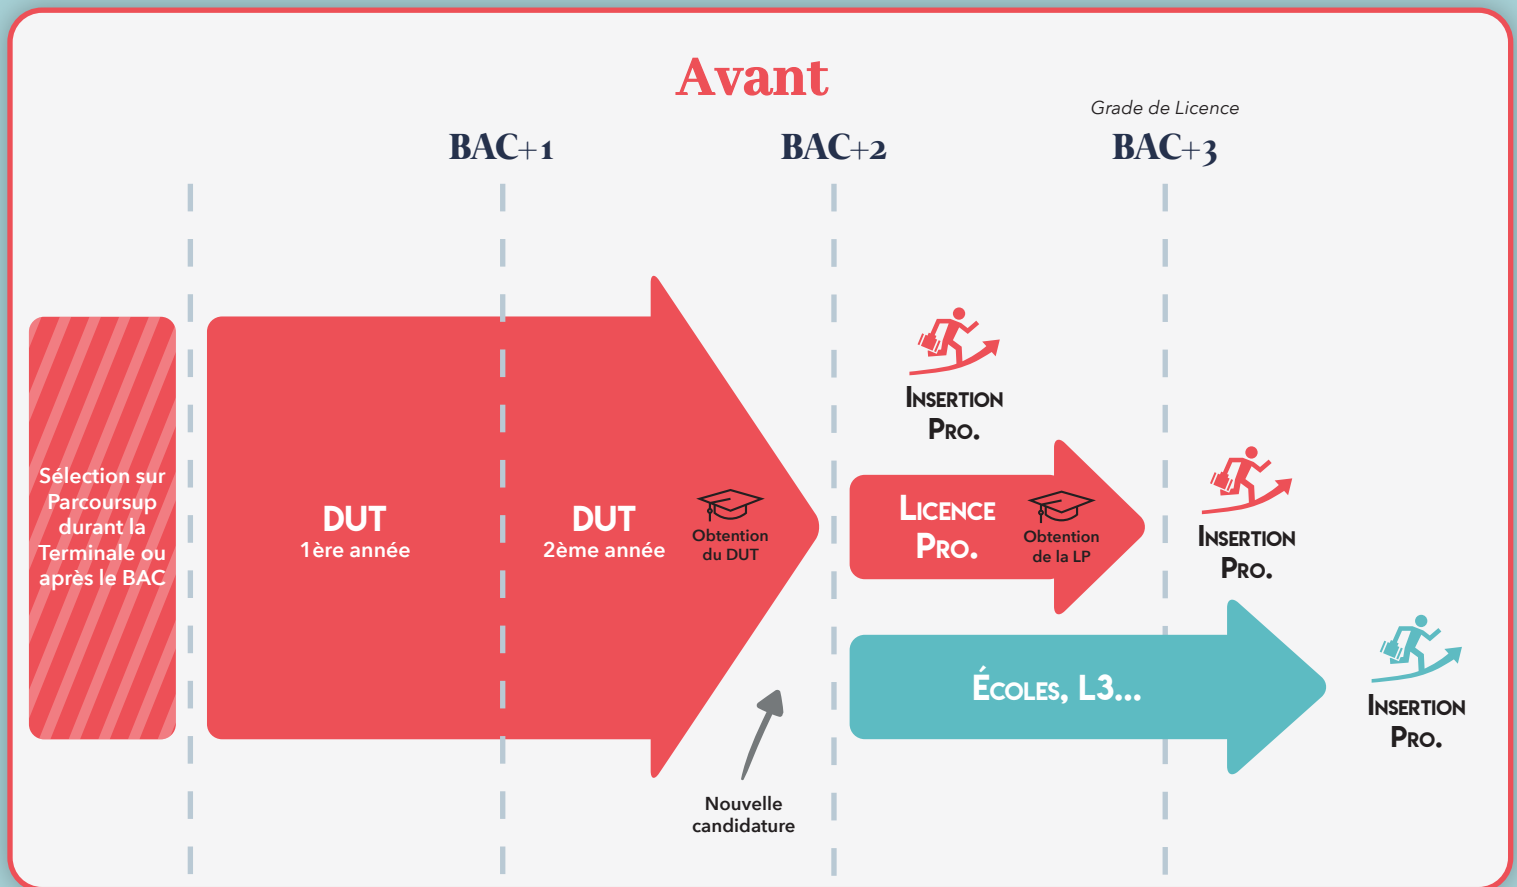 Avant
Grade de Licence
BAC+1
BAC+2
BAC+3
Sélection sur
Parcoursup
durant la
Terminale ou
après le BAC
DUT
1ère année
DUT
2ème année
Obtention
du DUT
Nouvelle
candidature
Insertion
Pro.
Licence
Pro.
Obtention
de la LP
Insertion
Pro.
Écoles, L3...
Insertion
Pro.